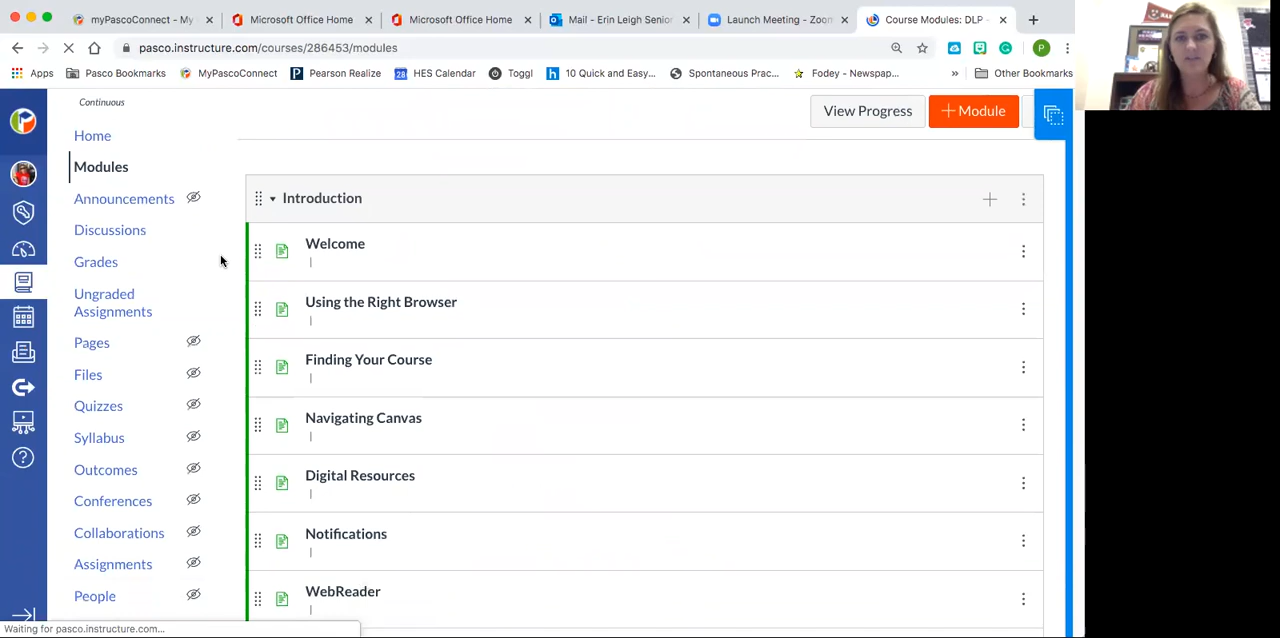 myPascoConnect - My
Microsoft Office Home
Microsoft Office Home
Mail - Erin Leigh Senior
Launch Meeting - Zoom
Course Modules: DLP -
pasco.instructure.com/courses/286453/modules
P
Apps
Pasco Bookmarks
MyPascoConnect
Pearson Realize
HES Calendar
Toggl
10 Quick and Easy...
Spontaneous Prac...
Fodey - Newspap...
»
Other Bookmarks
Continuous
View Progress
+ Module
Home
Modules
Announcements
Discussions
Grades
Ungraded
Assignments
Pages
Files
Quizzes
Syllabus
Outcomes
Conferences
Collaborations
Assignments
People
Introduction
Welcome
|
Using the Right Browser
|
Finding Your Course
|
Navigating Canvas
|
Digital Resources
|
Notifications
|
WebReader
|
Waiting for pasco.instructure.com...